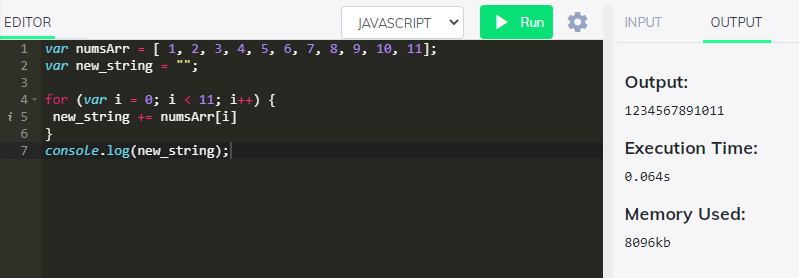 EDITOR
JAVASCRIPT
Run
1 var numsArr = [ 1, 2, 3, 4, 5, 6, 7, 8, 9, 10, 11];
2 var new_string = "";
3
4 for (var i = 0; i < 11; i++) {
i 5  new_string += numsArr[i]
6 }
7 console.log(new_string);
INPUT
OUTPUT
Output:
1234567891011
Execution Time:
0.064s
Memory Used:
8096kb